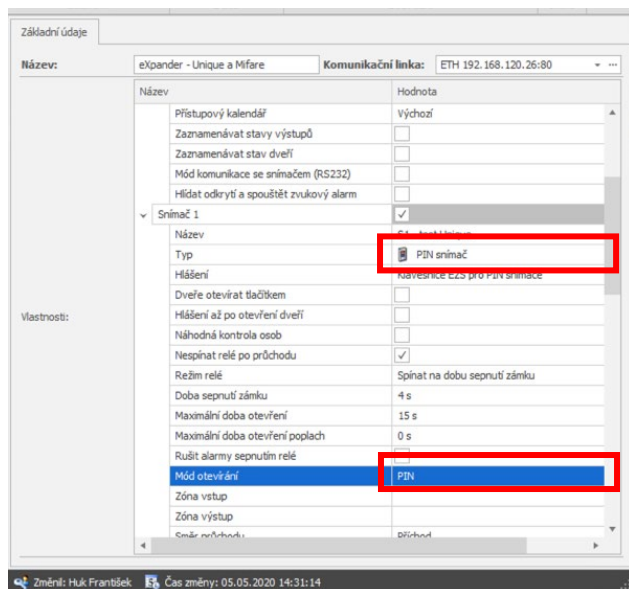 Základní údaje
Název: eXpander - Unique a Mifare Komunikační linka: ETH 192.168.120.26:80
Název Hodnota
Přístupový kalendář Výchozí
Zaznamenávat stavy výstupů
Zaznamenávat stav dveří
Mód komunikace se snímačem (RS232)
Hlídat odkrytí a spouštět zvukový alarm
Snímač 1
Název
Typ PIN snímač
Hlášení Klávesnice EZS pro PIN snímače
Dveře otevírat tlačítkem
Hlášení až po otevření dveří
Náhodná kontrola osob
Vlastnosti:
Nespínat relé po průchodu
Režim relé Spínat na dobu sepnutí zámku
Doba sepnutí zámku 4 s
Maximální doba otevření 15 s
Maximální doba otevření poplach 0 s
Rušit alarmy sepnutím relé
Mód otevírání PIN
Zóna vstup
Zóna výstup
Směr průchodu Příchod
Změnil: Huk František Čas změny: 05.05.2020 14:31:14